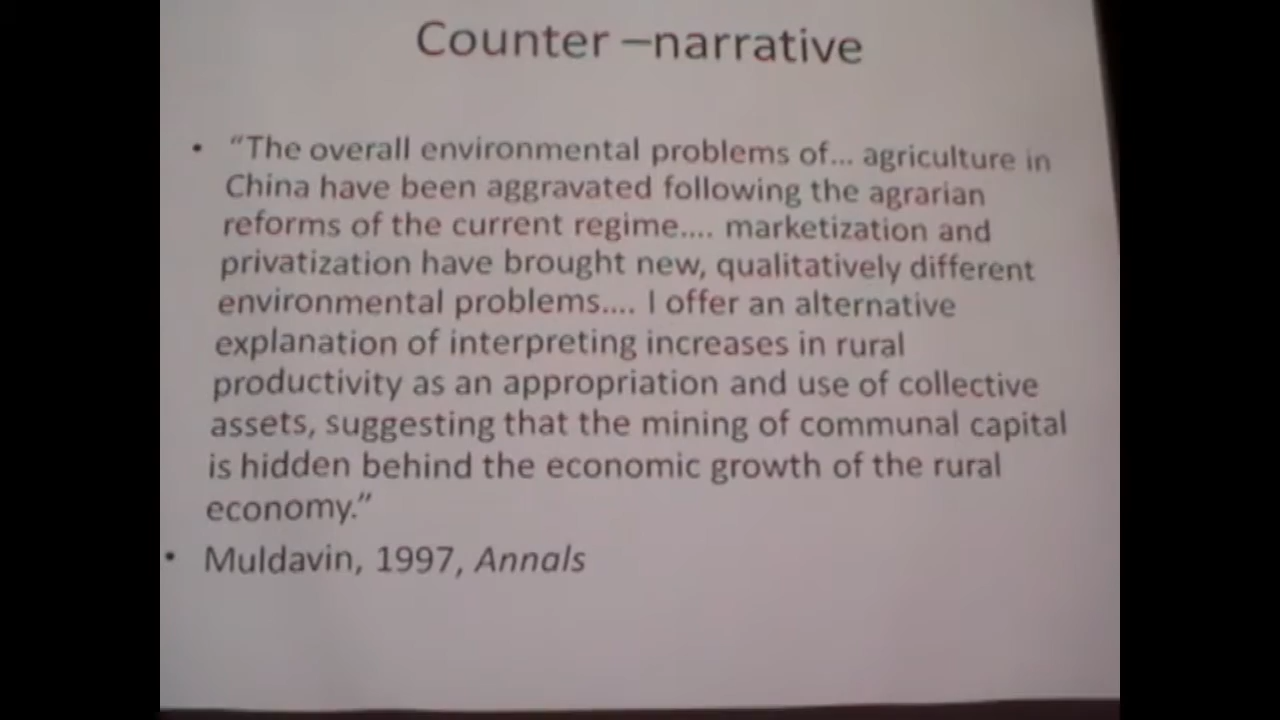 Counter –narrative
• “The overall environmental problems of... agriculture in
China have been aggravated following the agrarian
reforms of the current regime.... marketization and
privatization have brought new, qualitatively different
environmental problems.... I offer an alternative
explanation of interpreting increases in rural
productivity as an appropriation and use of collective
assets, suggesting that the mining of communal capital
is hidden behind the economic growth of the rural
economy.”
• Muldavin, 1997, Annals